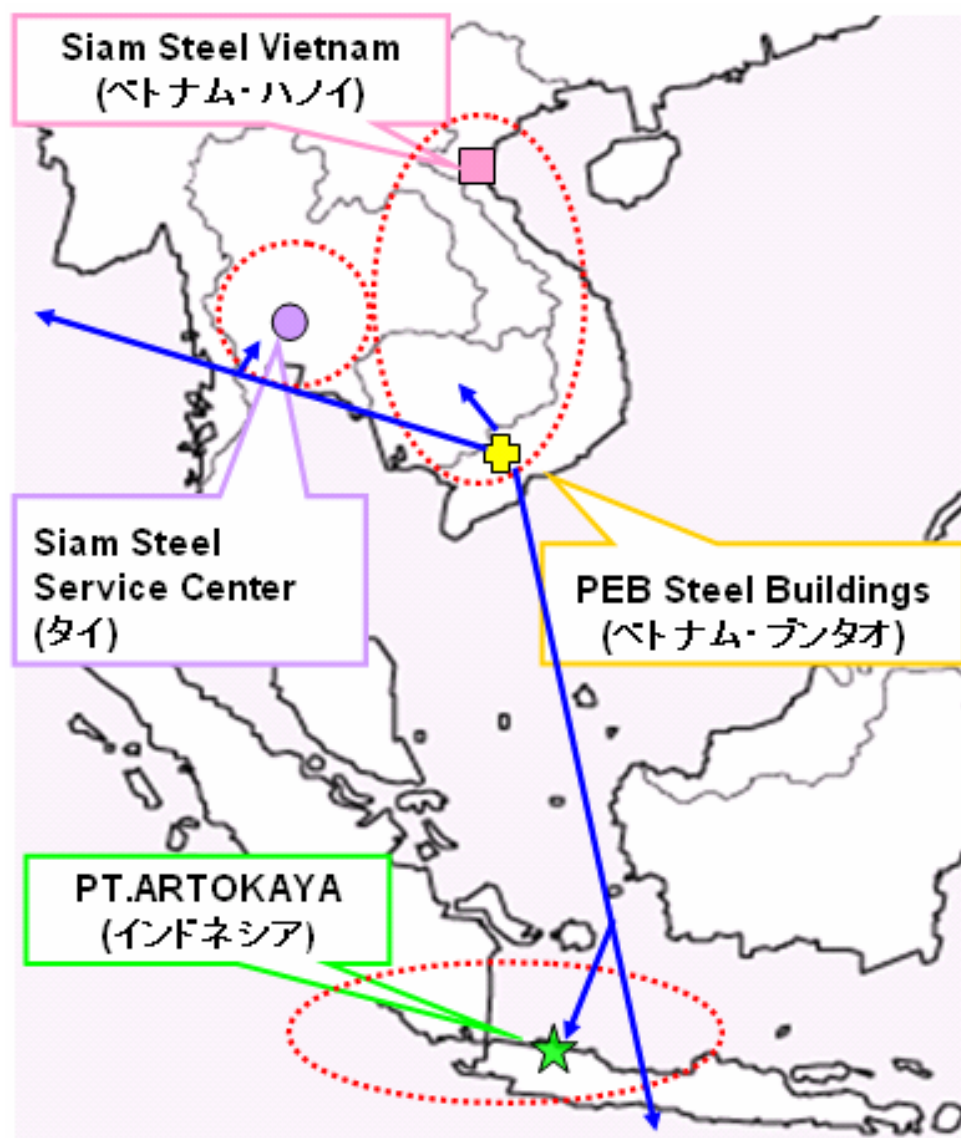 Siam Steel Vietnam
(ベトナム・ハノイ)
Siam Steel
Service Center
(タイ)
PEB Steel Buildings
(ベトナム・ブンタオ)
PT.ARTOKAYA
(インドネシア)